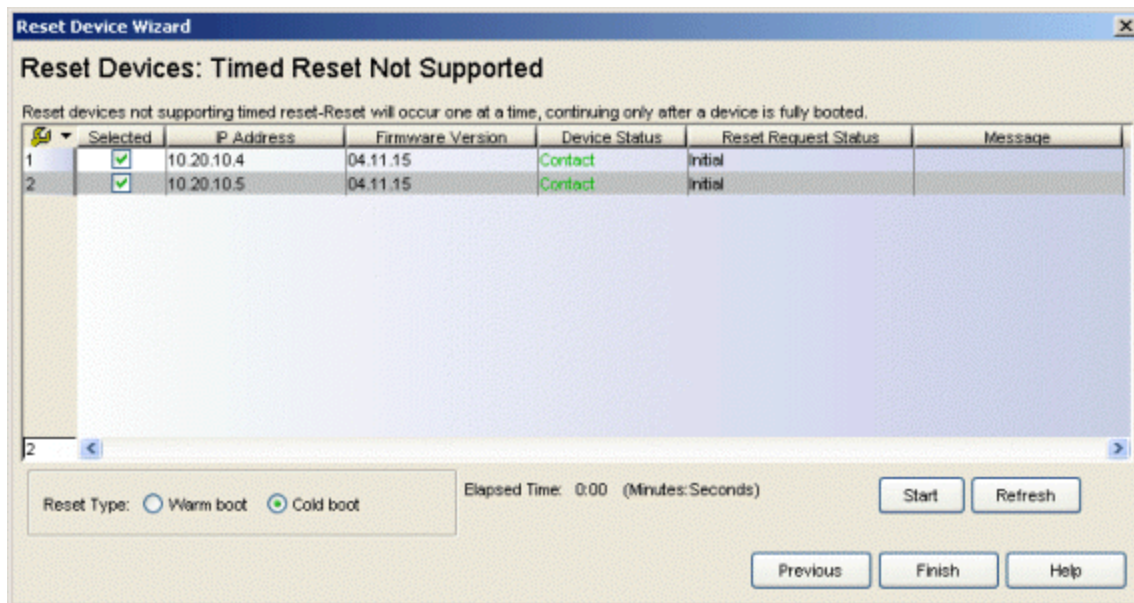 Reset Device Wizard
Reset Devices: Timed Reset Not Supported
Reset devices not supporting timed reset-Reset will occur one at a time, continuing only after a device is fully booted.
Selected IP Address Firmware Version Device Status Reset Request Status Message
1 10.20.10.4 04.11.15 Contact Initial
2 10.20.10.5 04.11.15 Contact Initial
2
Reset Type: Warm boot Cold boot Elapsed Time: 0:00 (Minutes:Seconds) Start Refresh
Previous Finish Help